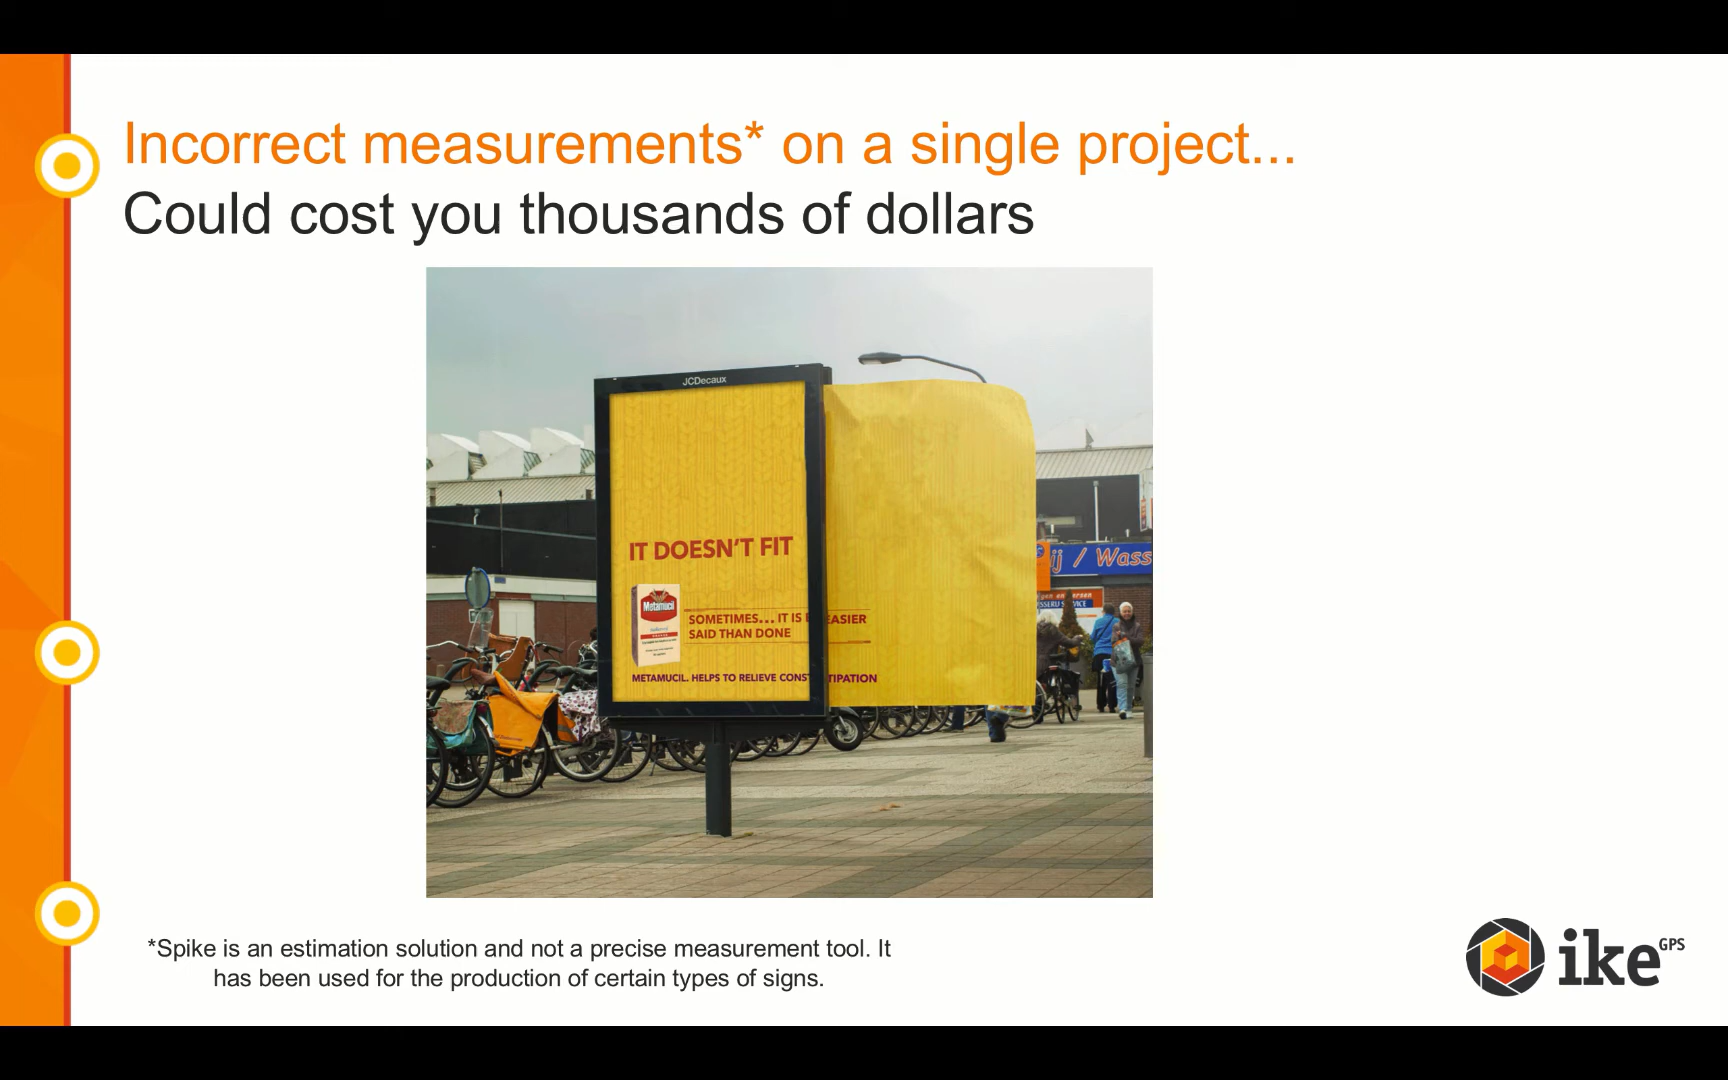 Incorrect measurements* on a single project...
Could cost you thousands of dollars
JCDecaux
IT DOESN'T FIT
Metamucil
SOMETIMES... IT IS EASIER
SAID THAN DONE
METAMUCIL. HELPS TO RELIEVE CONSTIPATION
ij / Wass
*Spike is an estimation solution and not a precise measurement tool. It
has been used for the production of certain types of signs.
ike GPS